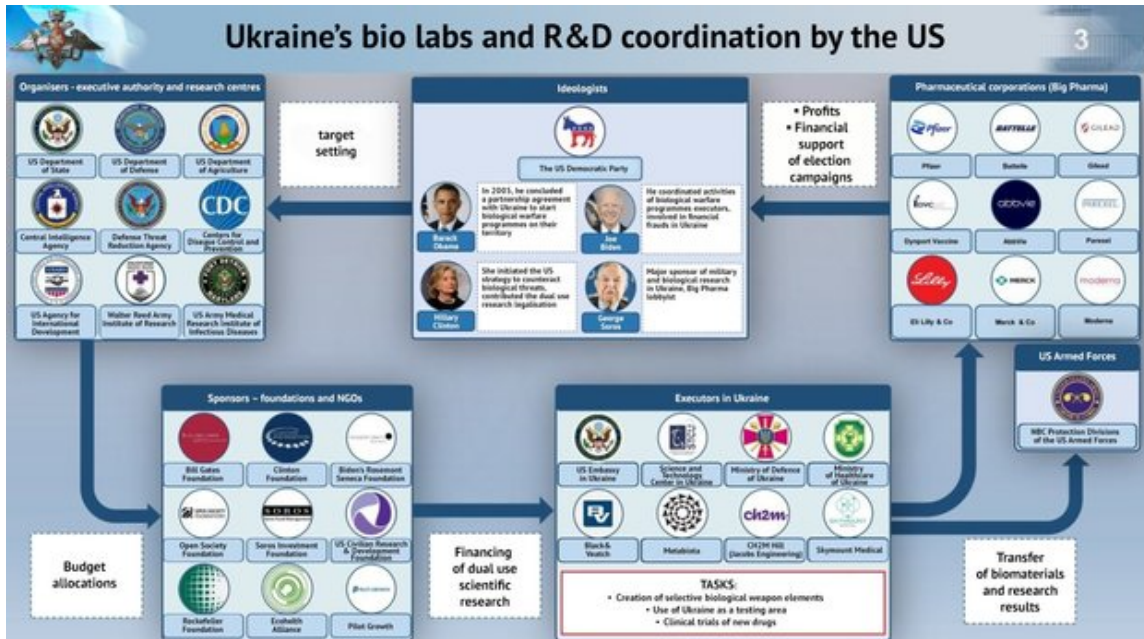 Ukraine's bio labs and R&D coordination by the US
3
Organisers - executive authority and research centres
US Department
of State
US Department
of Defense
US Department
of Agriculture
CDC
Central Intelligence
Agency
Defense Threat
Reduction Agency
Centers for
Disease Control and
Prevention
US Agency for
International
Development
Walter Reed Army
Institute of Research
US Army Medical
Research Institute of
Infectious Diseases
target
setting
Ideologists
The US Democratic Party
Barack
Obama
In 2005, he concluded
a partnership agreement
with Ukraine to start
biological warfare
programmes on their
territory
Joe
Biden
He coordinated activities
of biological warfare
programmes executors,
involved in financial
frauds in Ukraine
Hillary
Clinton
She initiated the US
strategy to counteract
biological threats,
contributed the dual use
research legalisation
George
Soros
Major sponsor of military
and biological research
in Ukraine, Big Pharma
lobbyist
• Profits
• Financial
support
of election
campaigns
Pharmaceutical corporations (Big Pharma)
Pfizer
BATTELLE
GILEAD
Pfizer
Battelle
Gilead
abbvie
PAREXEL
Dynport Vaccine
AbbVie
Parexel
Lilly
MERCK
moderna
Eli Lilly & Co
Merck & Co
Moderna
US Armed Forces
NBC Protection Divisions
of the US Armed Forces
Budget
allocations
Sponsors – foundations and NGOs
Bill Gates
Foundation
Clinton
Foundation
Biden's Rosemont
Seneca Foundation
SOROS
Open Society
Foundation
Soros Investment
Foundation
US Civilian Research
& Development
Foundation
Rockefeller
Foundation
Ecohealth
Alliance
Pilot Growth
Financing
of dual use
scientific
research
Executors in Ukraine
US Embassy
in Ukraine
Science and
Technology
Center in Ukraine
Ministry of Defence
of Ukraine
Ministry
of Healthcare
of Ukraine
BV
ch2m:
Black&
Veatch
Metabiota
CH2M Hill
(Jacobs Engineering)
Skymount Medical
TASKS:
• Creation of selective biological weapon elements
• Use of Ukraine as a testing area
• Clinical trials of new drugs
Transfer
of biomaterials
and research
results